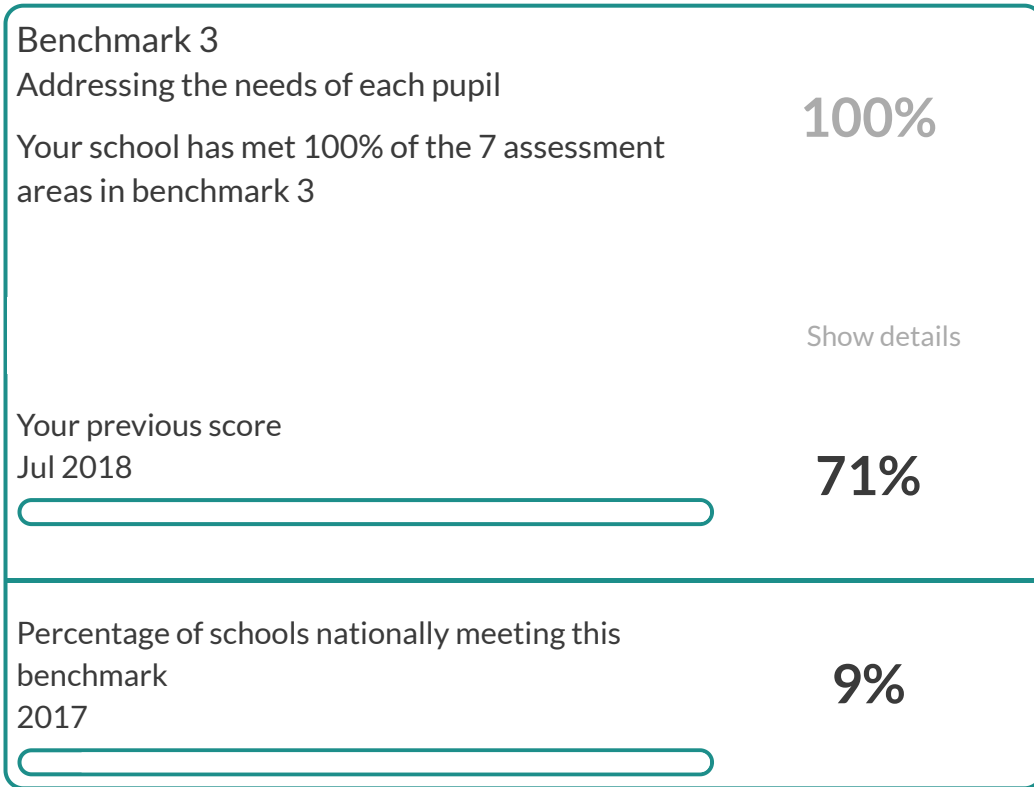 Benchmark 3
Addressing the needs of each pupil
100%
Your school has met 100% of the 7 assessment
areas in benchmark 3
Show details
Your previous score
Jul 2018
71%
Percentage of schools nationally meeting this
benchmark
2017
9%